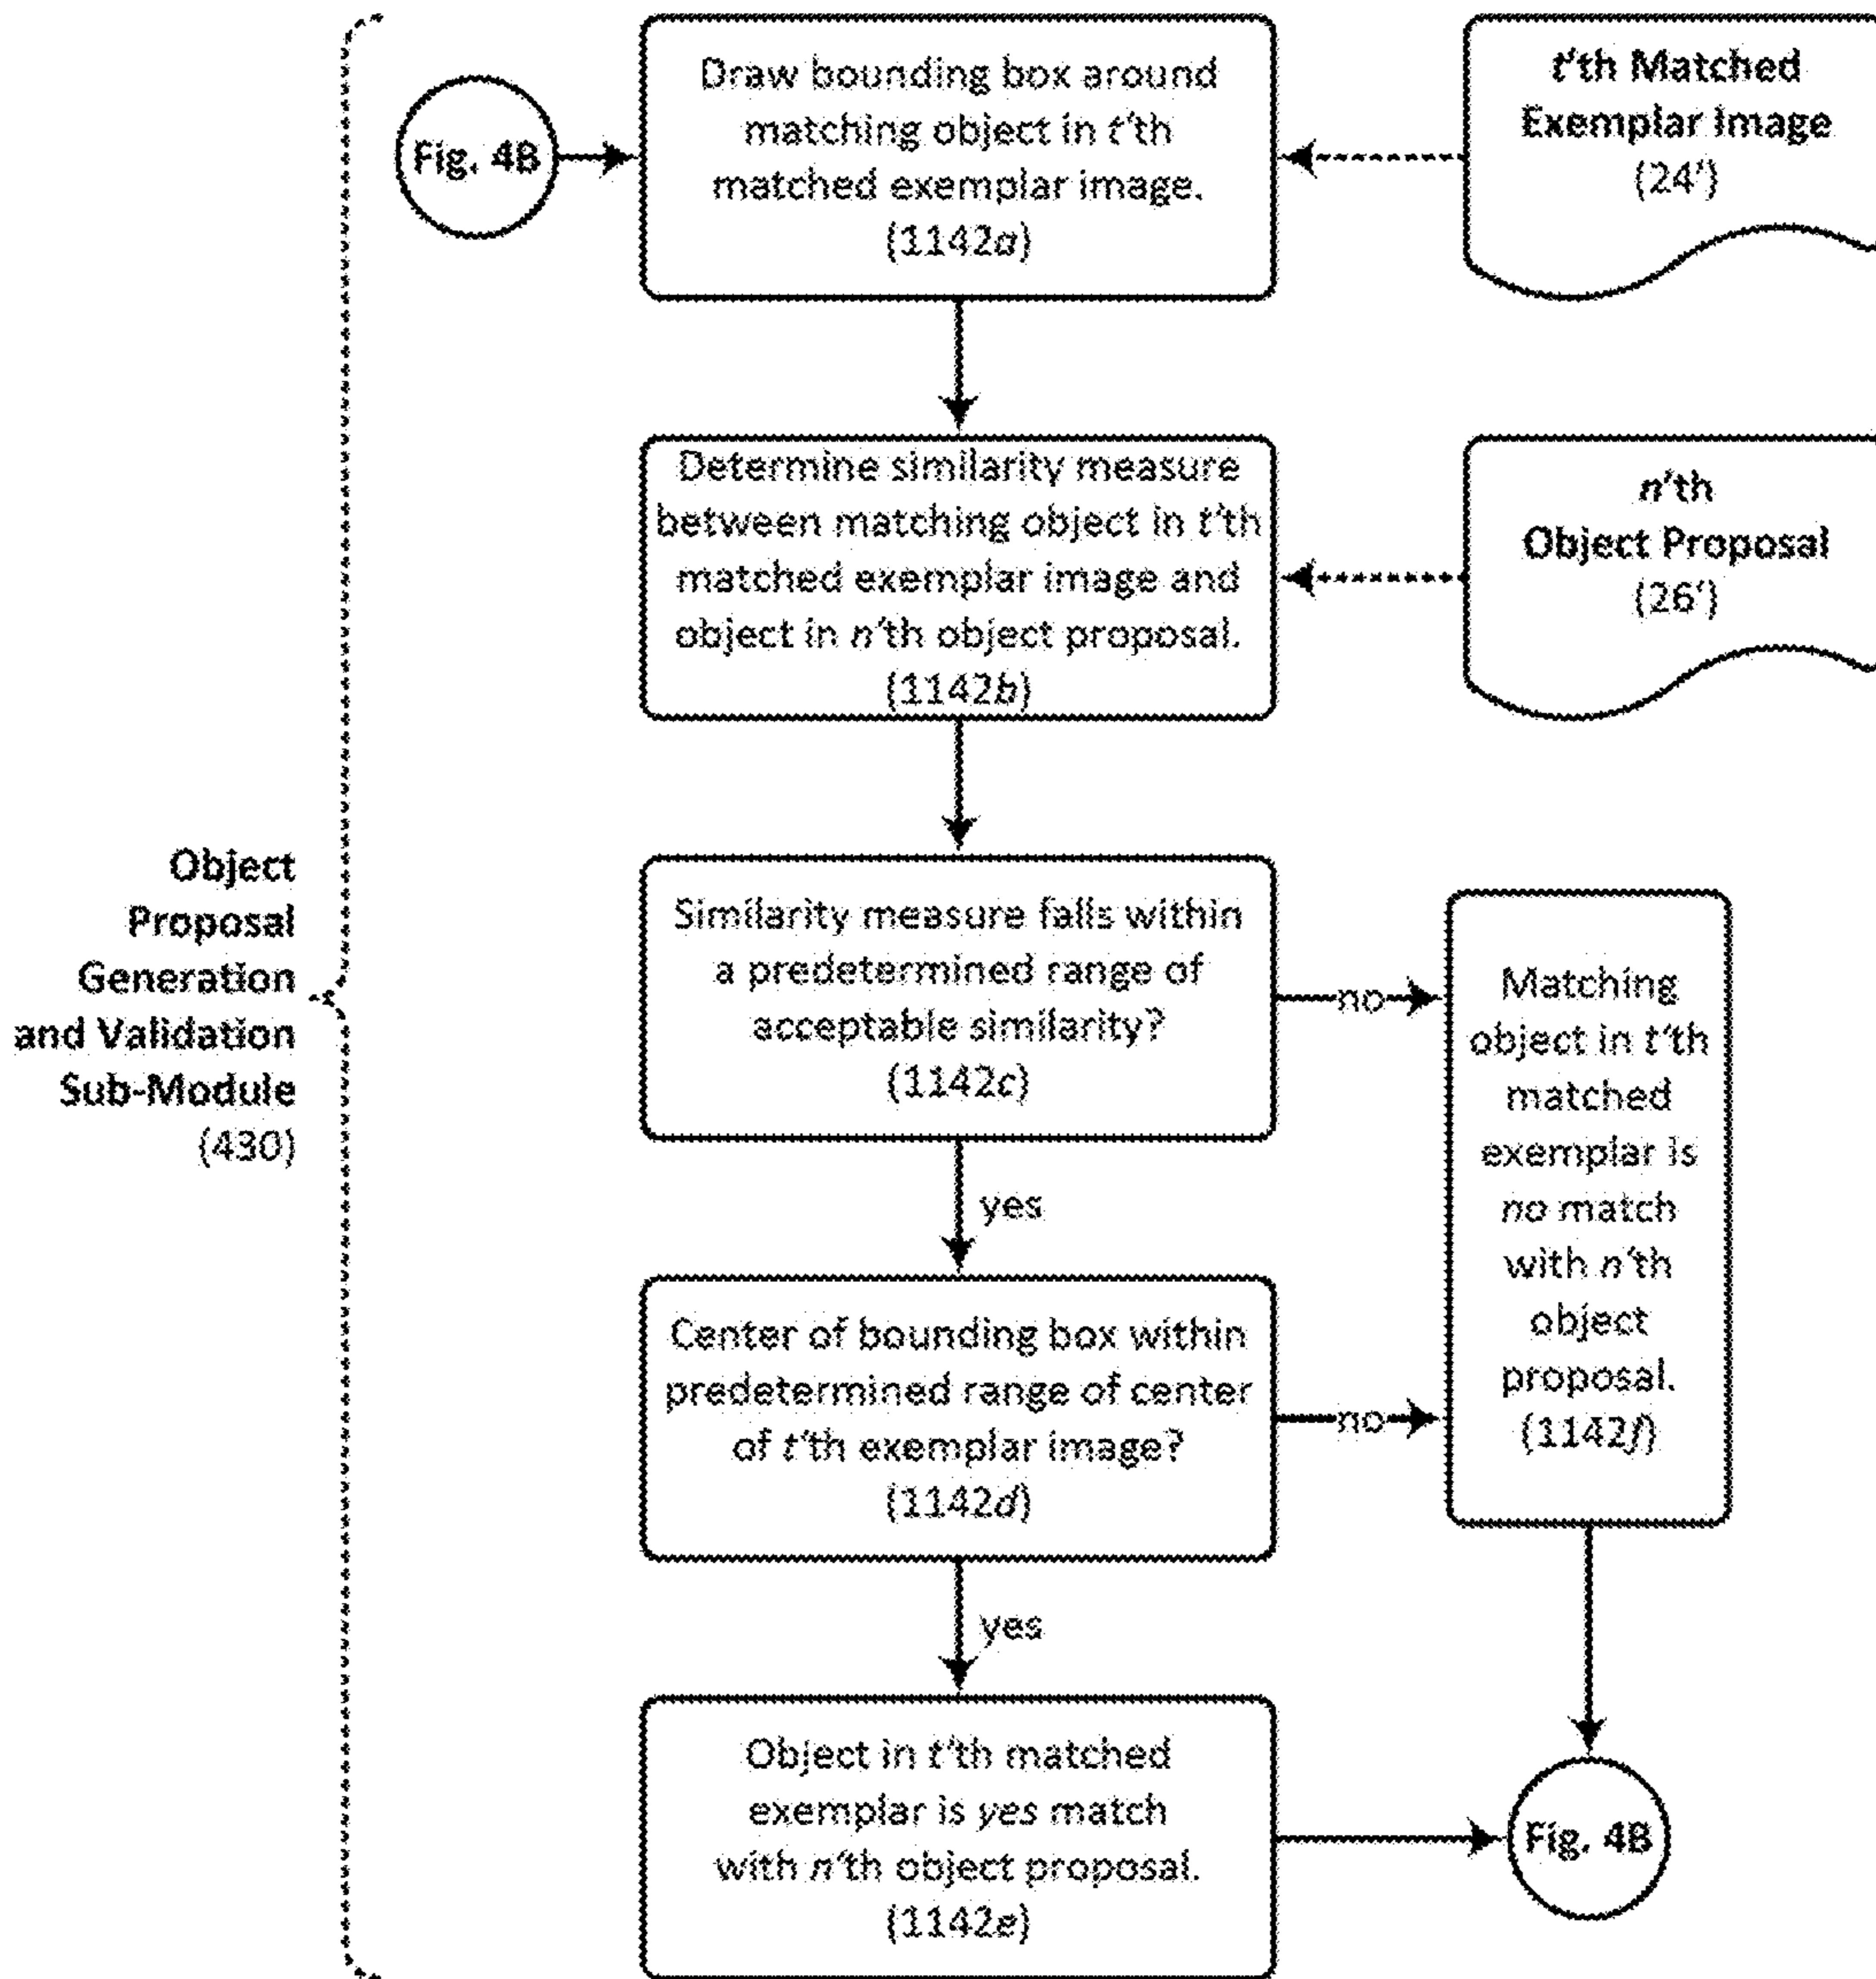 Fig. 4B
Draw bounding box around
matching object in t'th
matched exemplar image.
(1142a)
t'th Matched
Exemplar Image
(24')
Determine similarity measure
between matching object in t'th
matched exemplar image and
object in n'th object proposal.
(1142b)
n'th
Object Proposal
(26')
Object
Proposal
Generation
and Validation
Sub-Module
(430)
Similarity measure falls within
a predetermined range of
acceptable similarity?
(1142c)
no
yes
Matching
object in t'th
matched
exemplar is
no match
with n'th
object
proposal.
(1142f)
Center of bounding box within
predetermined range of center
of t'th exemplar image?
(1142d)
no
yes
Object in t'th matched
exemplar is yes match
with n'th object proposal.
(1142e)
Fig. 4B